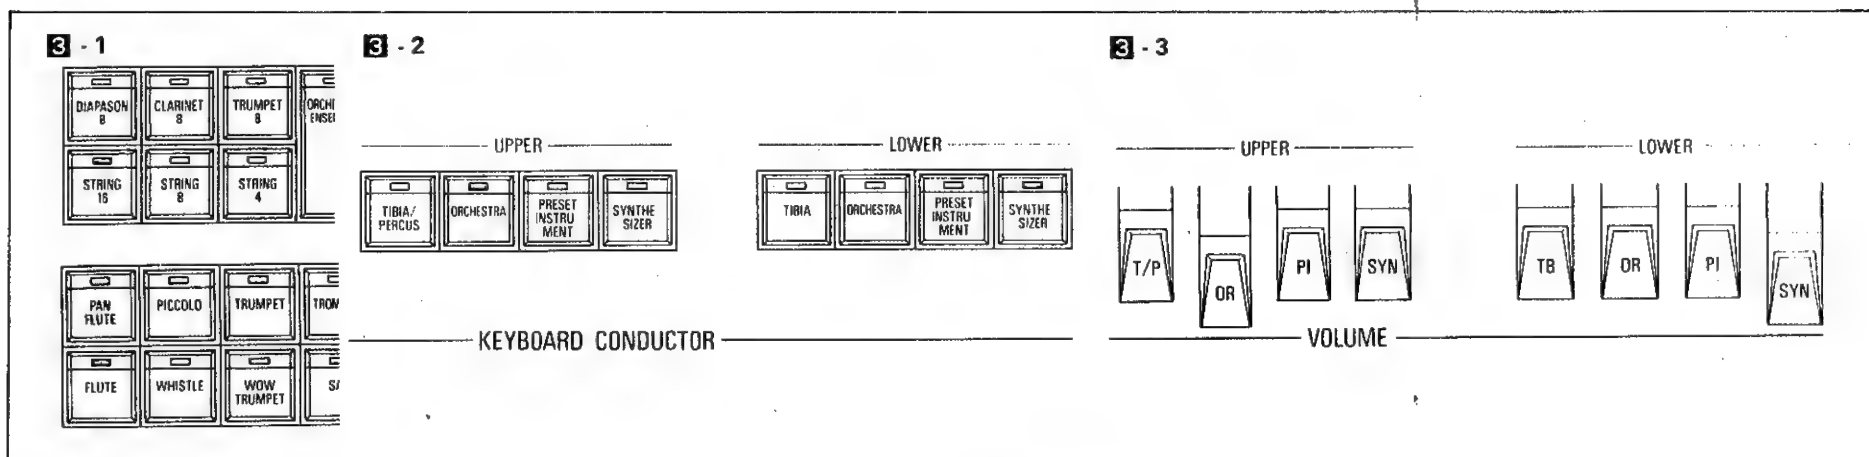 3 - 1
DIAPASON
8
CLARINET
8
TRUMPET
8
STRING
16
STRING
8
STRING
4
PAN
FLUTE
PICCOLO
TRUMPET
FLUTE
WHISTLE
WOW
TRUMPET
3 - 2
UPPER
TIBIA/
PERCUS
ORCHESTRA
PRESET
INSTRU
MENT
SYNTHE
SIZER
LOWER
TIBIA
ORCHESTRA
PRESET
INSTRU
MENT
SYNTHE
SIZER
KEYBOARD CONDUCTOR
3 - 3
UPPER
T/P
OR
PI
SYN
LOWER
TB
OR
PI
SYN
VOLUME